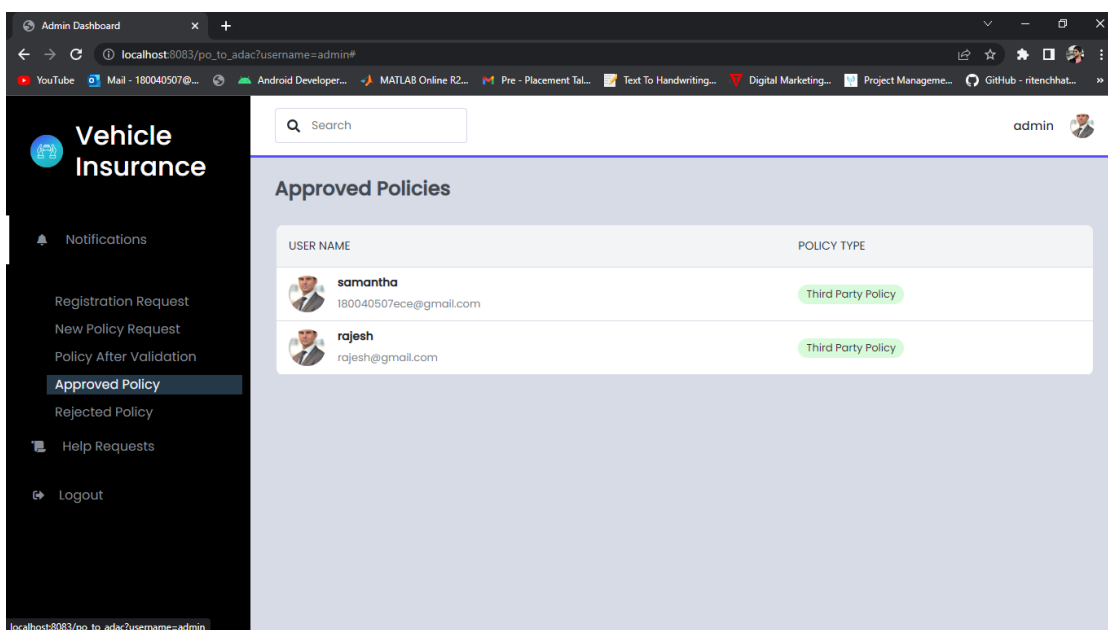 Admin Dashboard
localhost:8083/po_to_adac?username=admin#
YouTube Mail - 180040507@... Android Developer... MATLAB Online R2... Pre - Placement Tal... Text To Handwriting... Digital Marketing... Project Manageme... GitHub - ritenchhat... »
Vehicle
Insurance
Search
admin
Approved Policies
Notifications
USER NAME POLICY TYPE
samantha
180040507ece@gmail.com
Third Party Policy
rajesh
rajesh@gmail.com
Third Party Policy
Registration Request
New Policy Request
Policy After Validation
Approved Policy
Rejected Policy
Help Requests
Logout
localhost:8083/po_to_adac?username=admin